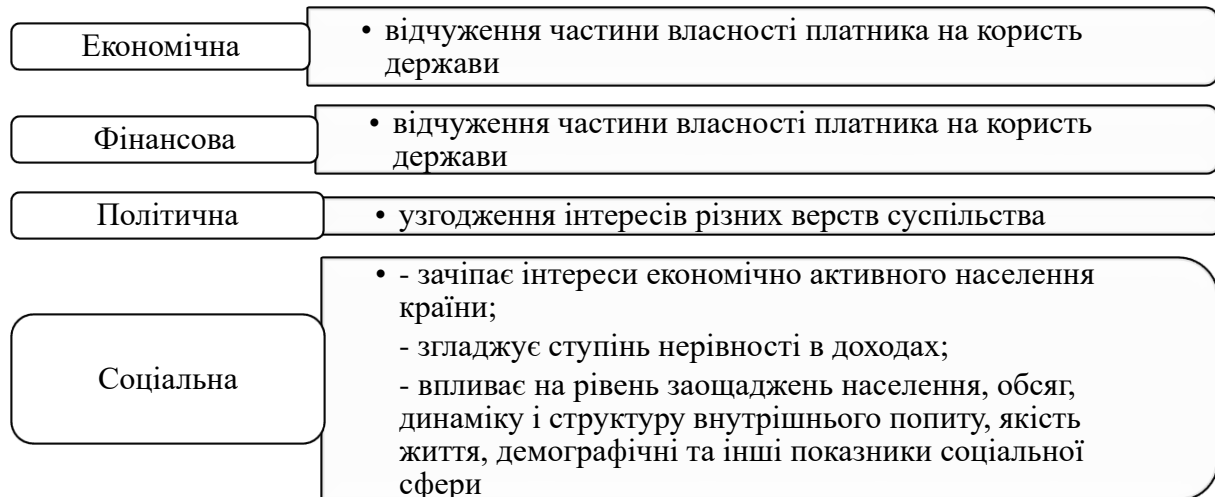 Економічна
• відчуження частини власності платника на користь
держави
Фінансова
• відчуження частини власності платника на користь
держави
Політична
• узгодження інтересів різних верств суспільства
Соціальна
• - зачіпає інтереси економічно активного населення
країни;
- згладжує ступінь нерівності в доходах;
- впливає на рівень заощаджень населення, обсяг,
динаміку і структуру внутрішнього попиту, якість
життя, демографічні та інші показники соціальної
сфери